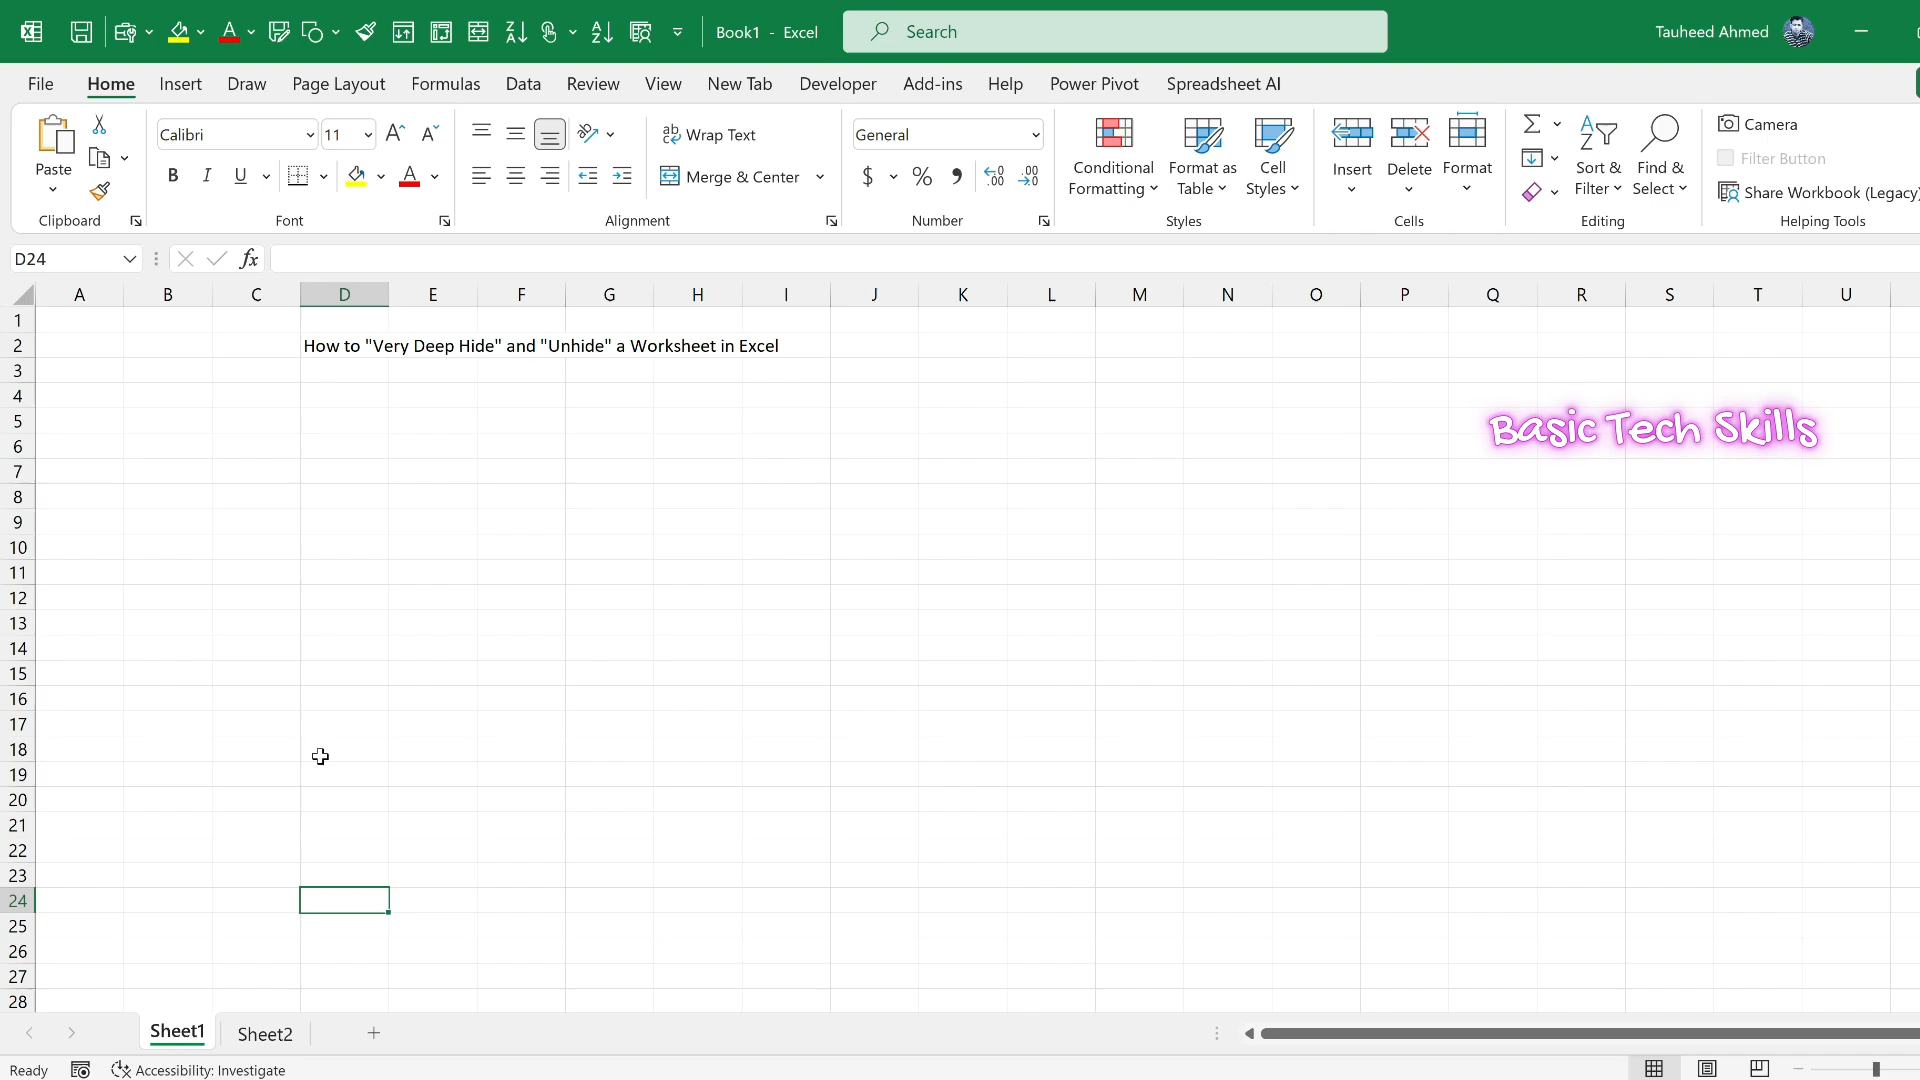 Book1 - Excel
Search
Tauheed Ahmed
File Home Insert Draw Page Layout Formulas Data Review View New Tab Developer Add-ins Help Power Pivot Spreadsheet AI
Paste
Clipboard
Calibri 11
B I U
Font
ab Wrap Text
Merge & Center
Alignment
General
$ % 9 .00
Number
Conditional Formatting
Format as Table
Cell Styles
Styles
Insert
Delete
Format
Cells
Sort & Filter
Find & Select
Editing
Camera
Filter Button
Share Workbook (Legacy)
Helping Tools
D24 fx
A B C D E F G H I J K L M N O P Q R S T U
1
2 How to "Very Deep Hide" and "Unhide" a Worksheet in Excel
3
4
5 Basic Tech Skills
6
7
8
9
10
11
12
13
14
15
16
17
18
19
20
21
22
23
24
25
26
27
28
Sheet1 Sheet2 +
Ready Accessibility: Investigate